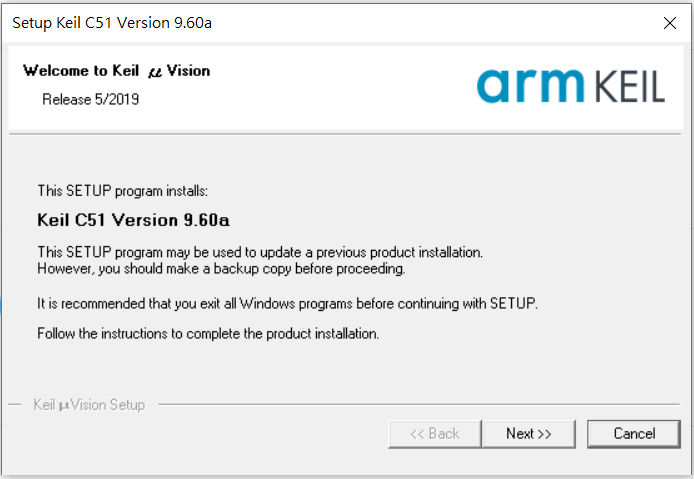 Setup Keil C51 Version 9.60a
Welcome to Keil µ Vision
Release 5/2019
arm KEIL
This SETUP program installs:
Keil C51 Version 9.60a
This SETUP program may be used to update a previous product installation.
However, you should make a backup copy before proceeding.
It is recommended that you exit all Windows programs before continuing with SETUP.
Follow the instructions to complete the product installation.
Keil µVision Setup
<< Back
Next >>
Cancel